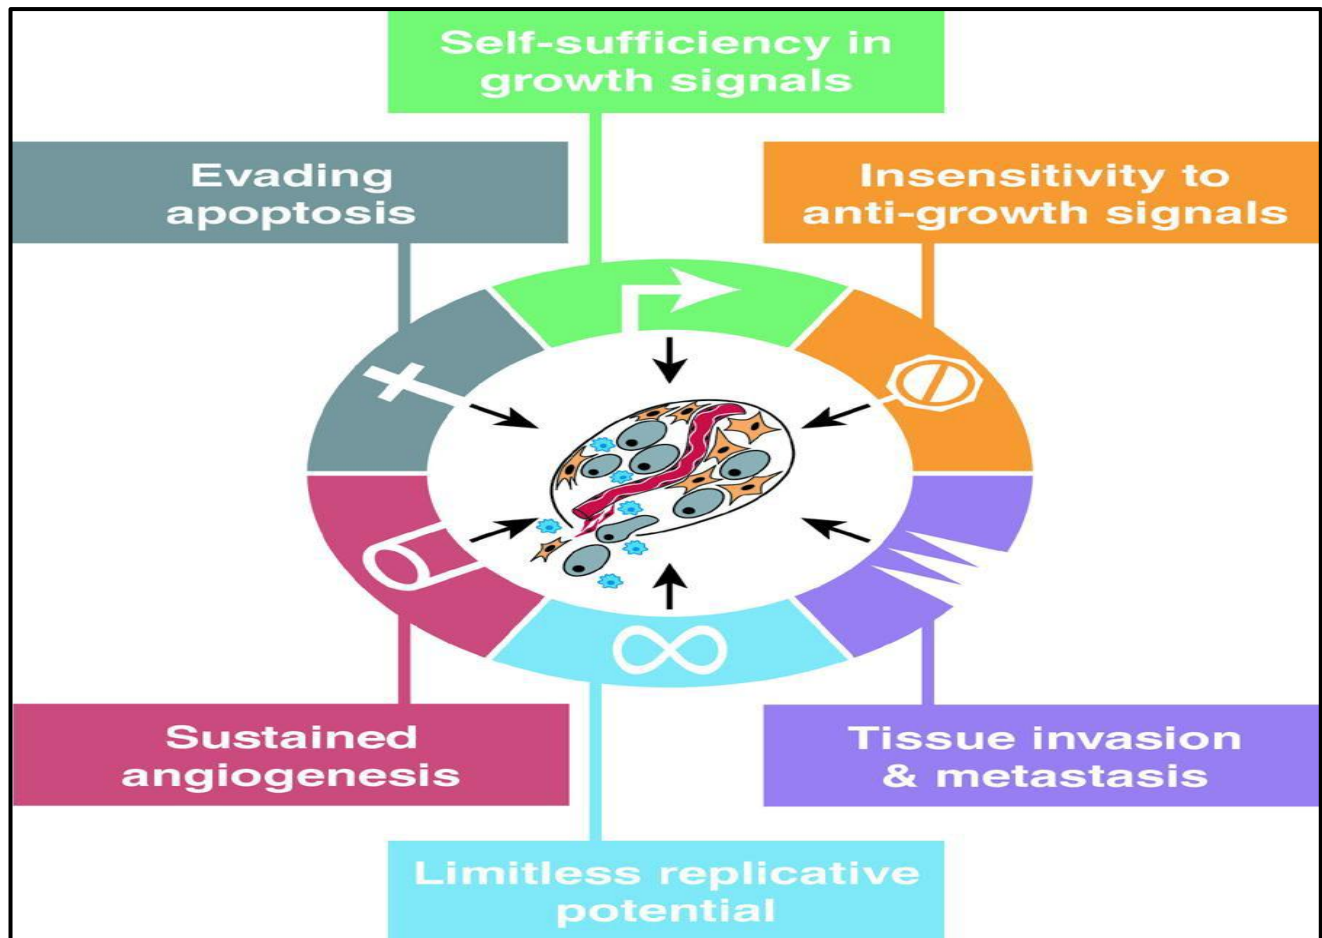 Self-sufficiency in
growth signals
Evading
apoptosis
Insensitivity to
anti-growth signals
Sustained
angiogenesis
Tissue invasion
& metastasis
Limitless replicative
potential